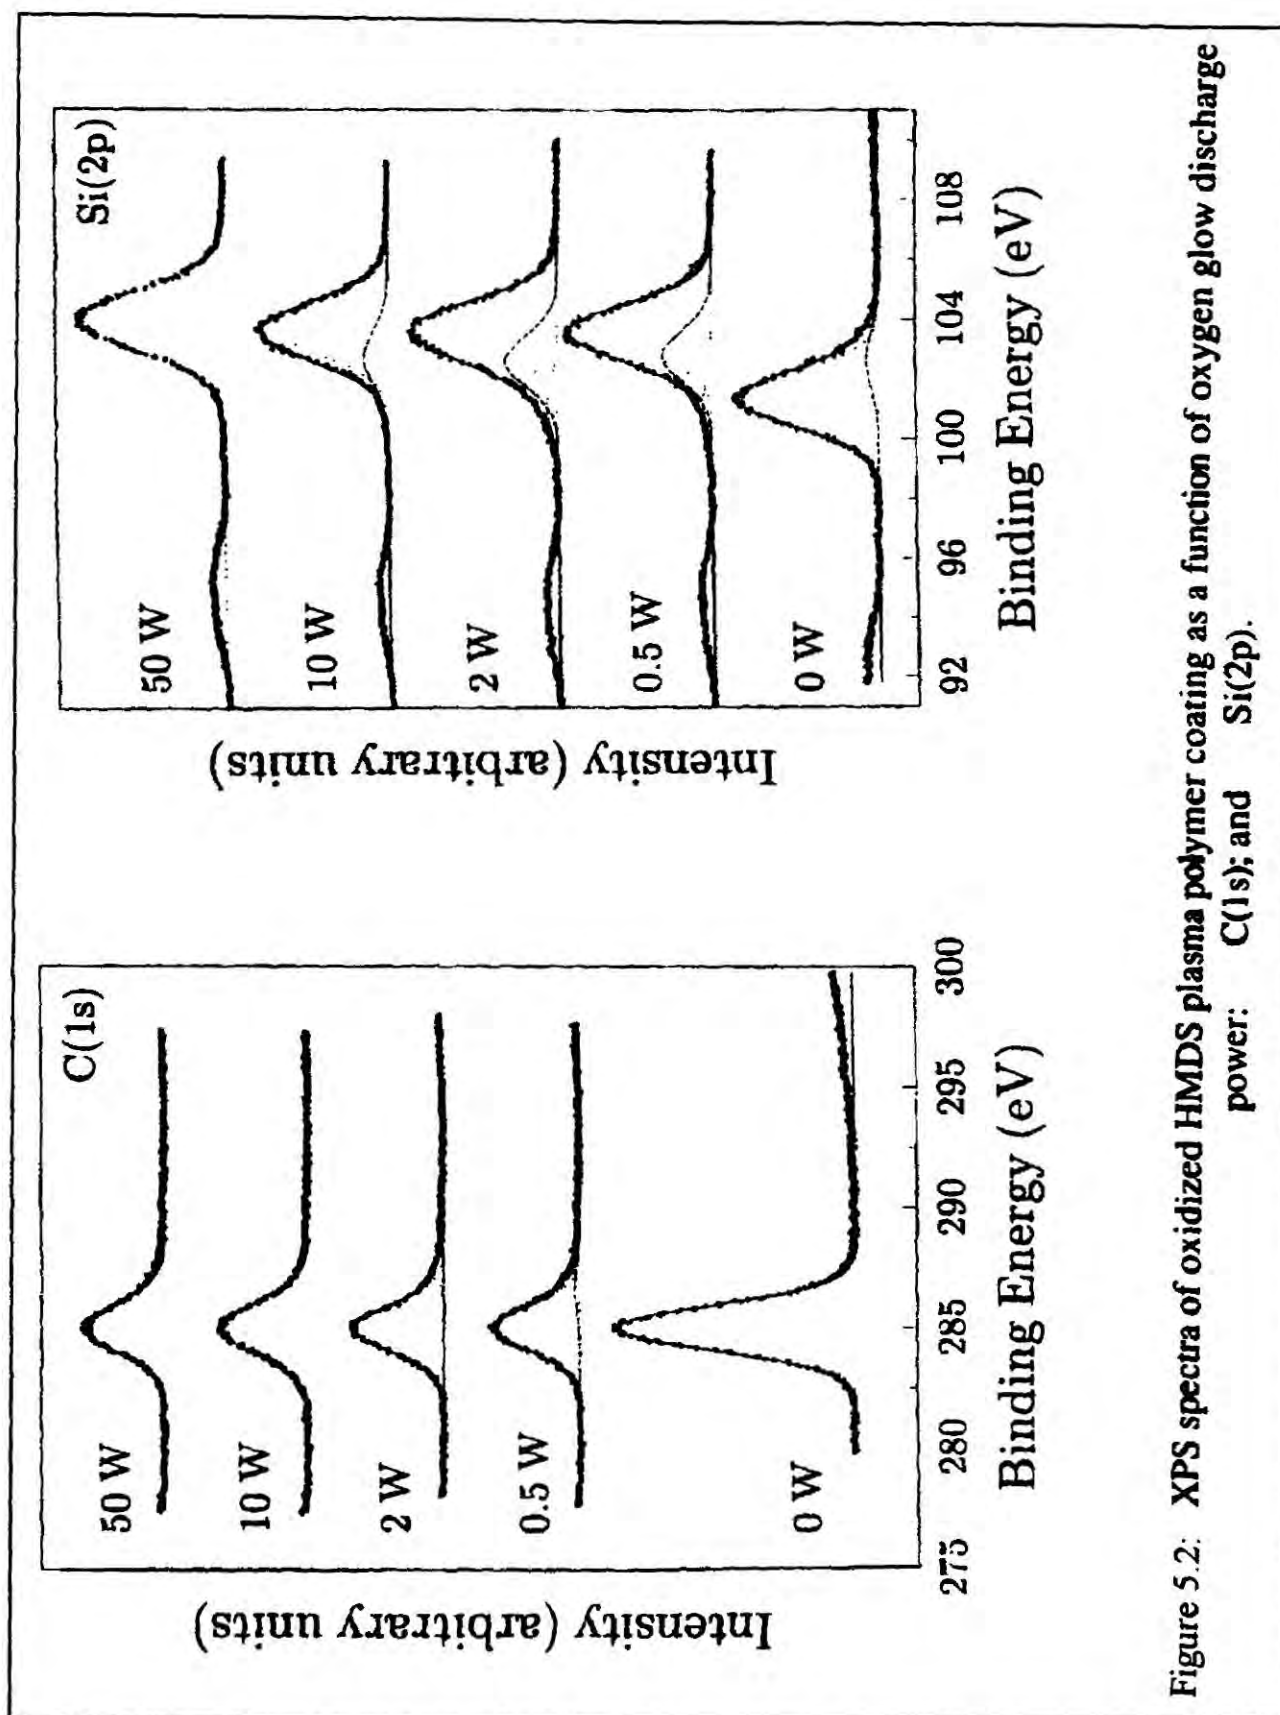 C(1s)
50 W
10 W
2 W
0.5 W
0 W
275 280 285 290 295 300
Binding Energy (eV)
Intensity (arbitrary units)
Si(2p)
50 W
10 W
2 W
0.5 W
0 W
92 96 100 104 108
Binding Energy (eV)
Intensity (arbitrary units)
Figure 5.2: XPS spectra of oxidized HMDS plasma polymer coating as a function of oxygen glow discharge
power: C(1s); and Si(2p).